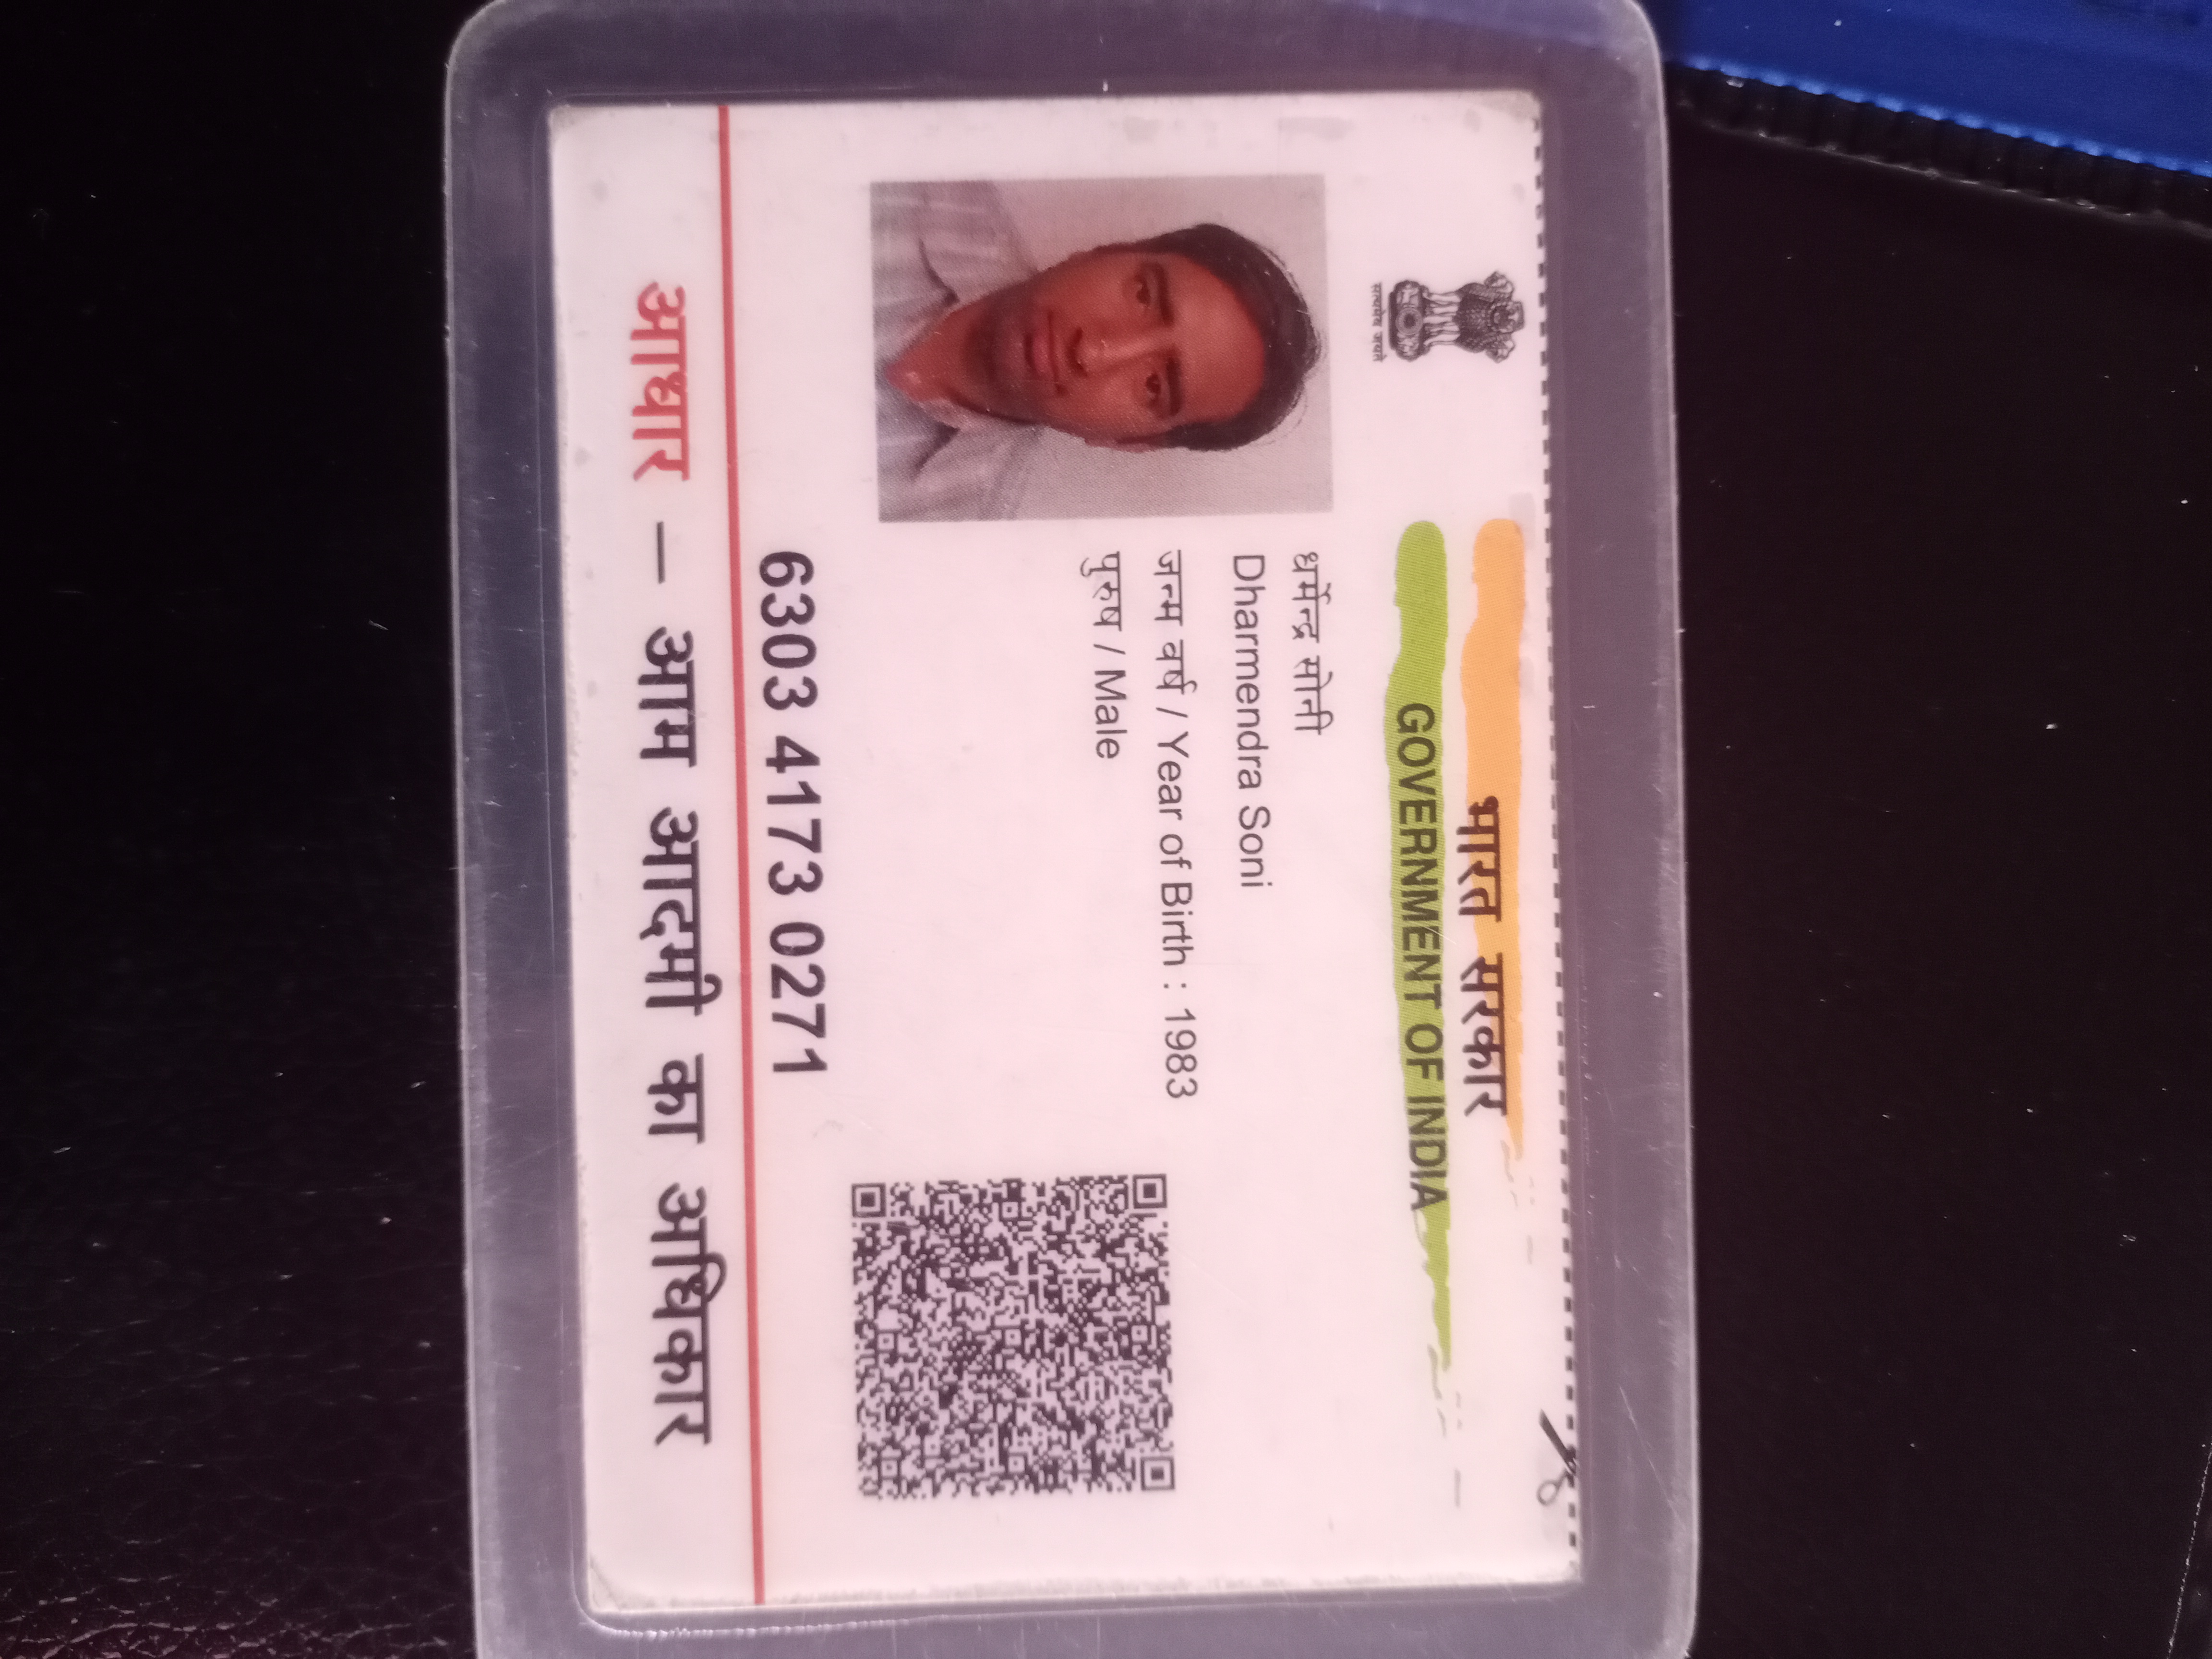 भारत सरकार
GOVERNMENT OF INDIA
सत्यमेव जयते
धर्मेन्द्र सोनी
Dharmendra Soni
जन्म वर्ष / Year of Birth : 1983
पुरुष / Male
6303 4173 0271
आधार – आम आदमी का अधिकार